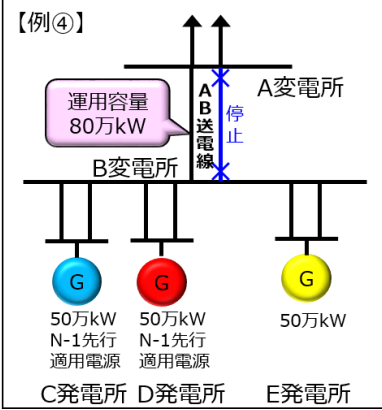 【例④】
A変電所
運用容量
80万kW
AB送電線
停止
B変電所
G
G
G
50万kW
N-1先行
適用電源
50万kW
N-1先行
適用電源
50万kW
C発電所
D発電所
E発電所